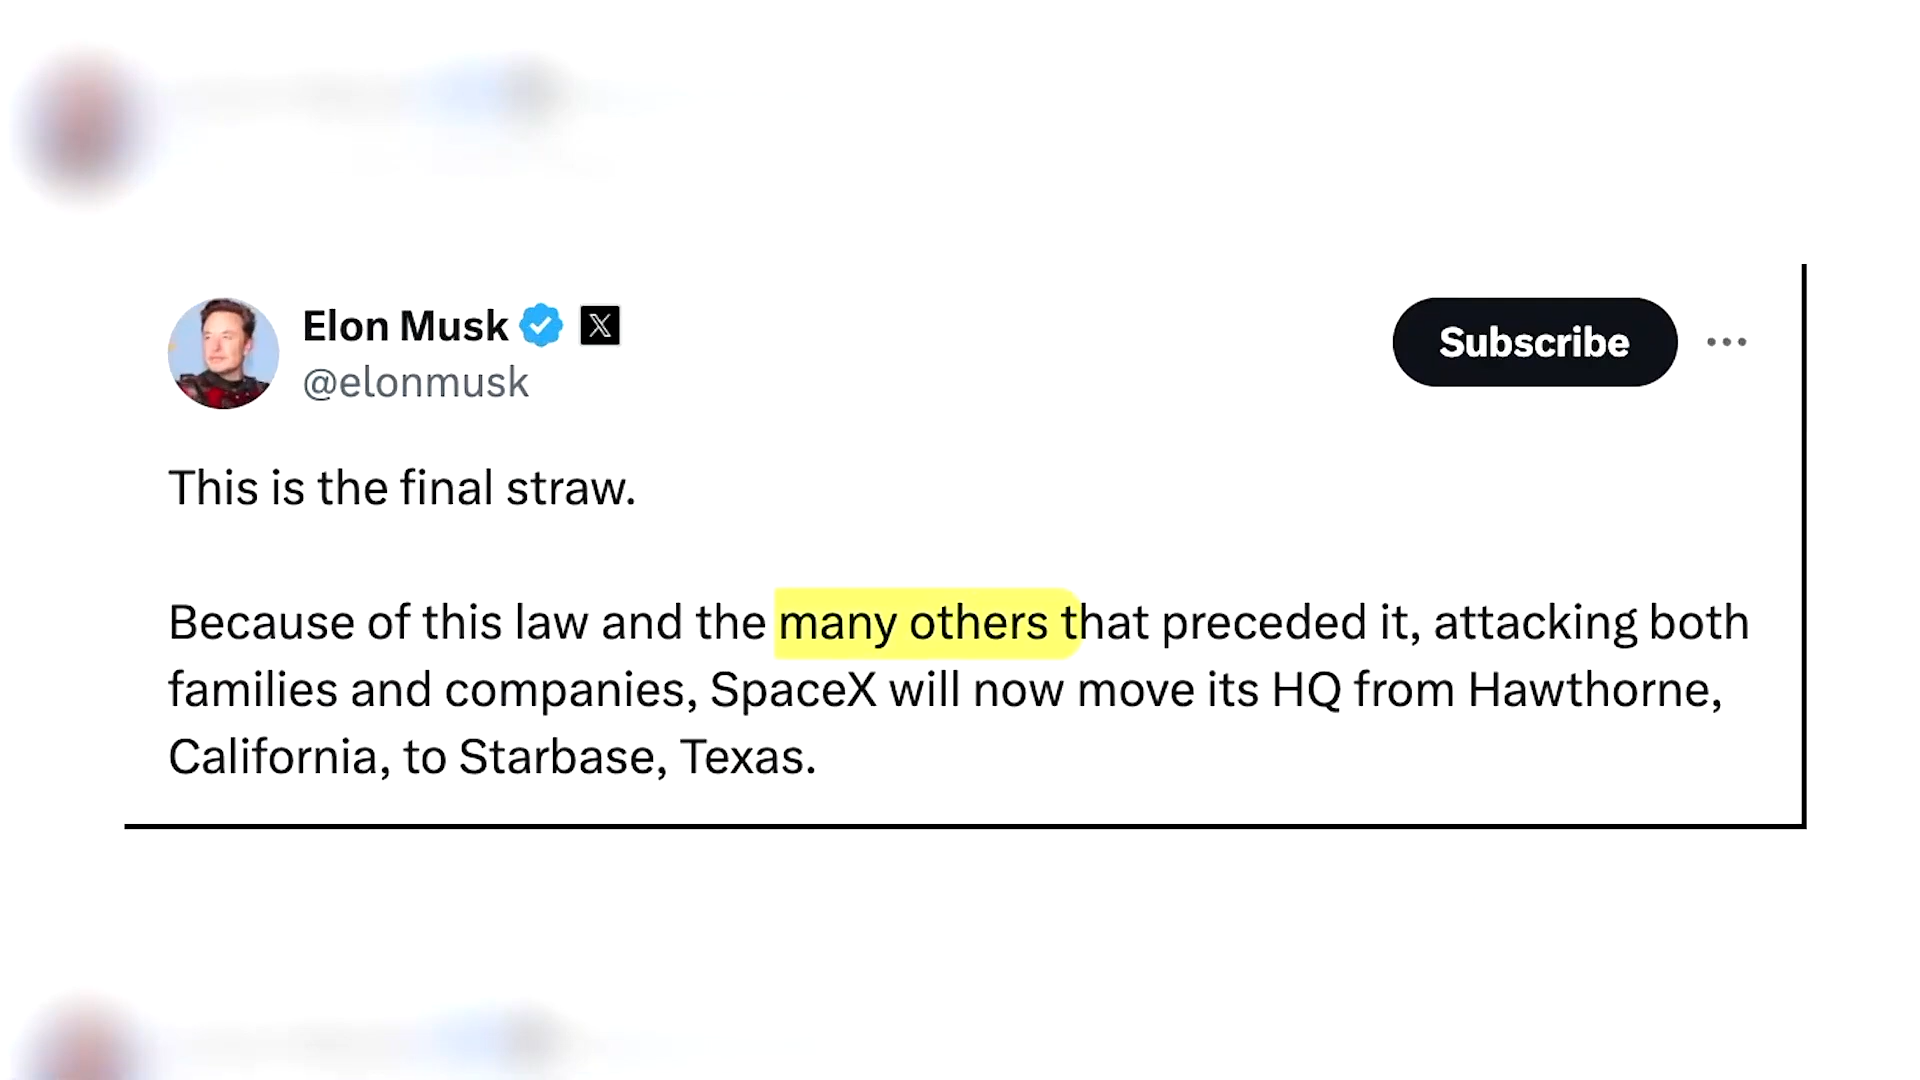 Elon Musk
@elonmusk
Subscribe
This is the final straw.
Because of this law and the many others that preceded it, attacking both
families and companies, SpaceX will now move its HQ from Hawthorne,
California, to Starbase, Texas.